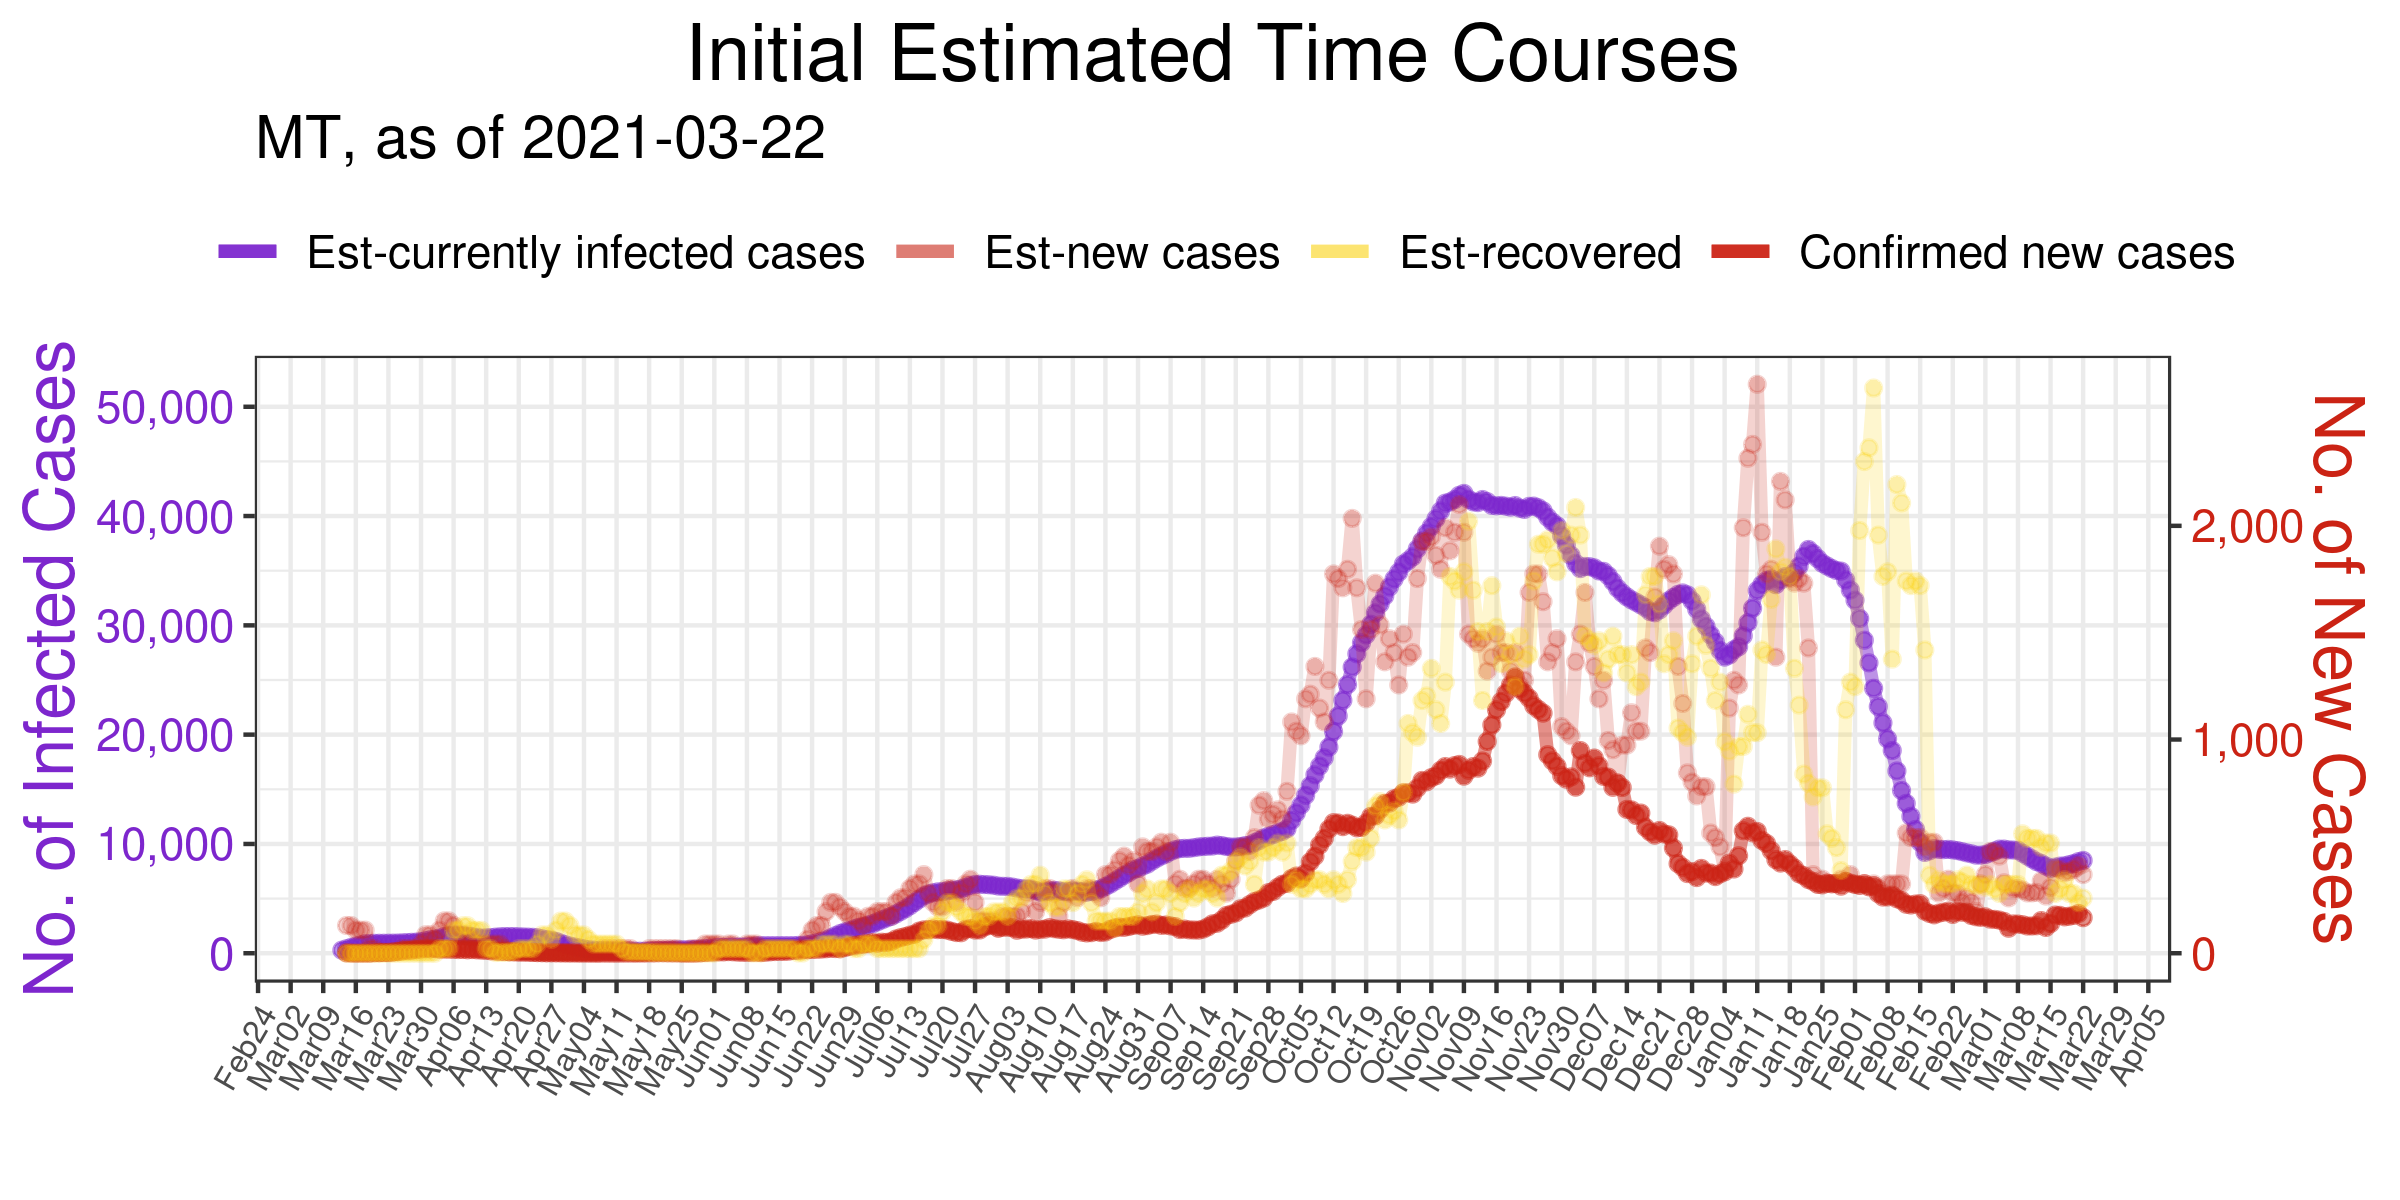 Initial Estimated Time Courses
MT, as of 2021-03-22
Est-currently infected cases Est-new cases Est-recovered Confirmed new cases
No. of Infected Cases
50,000
40,000
30,000
20,000
10,000
0
No. of New Cases
2,000
1,000
0
Feb24 Mar02 Mar09 Mar16 Mar23 Mar30 Apr06 Apr13 Apr20 Apr27 May04 May11 May18 May25 Jun01 Jun08 Jun15 Jun22 Jun29 Jul06 Jul13 Jul20 Jul27 Aug03 Aug10 Aug17 Aug24 Aug31 Sep07 Sep14 Sep21 Sep28 Oct05 Oct12 Oct19 Oct26 Nov02 Nov09 Nov16 Nov23 Nov30 Dec07 Dec14 Dec21 Dec28 Jan04 Jan11 Jan18 Jan25 Feb01 Feb08 Feb15 Feb22 Mar01 Mar08 Mar15 Mar22 Mar29 Apr05